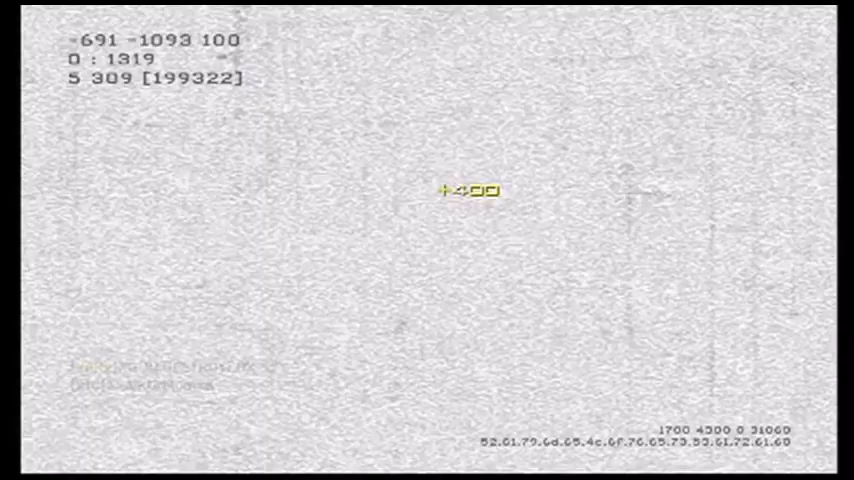 -691 -1093 100
0 : 1319
5 309 [199322]
+400
1700 4300 0 31060
52.61.79.6d.65.4c.6f.76.65.73.53.61.72.61.60